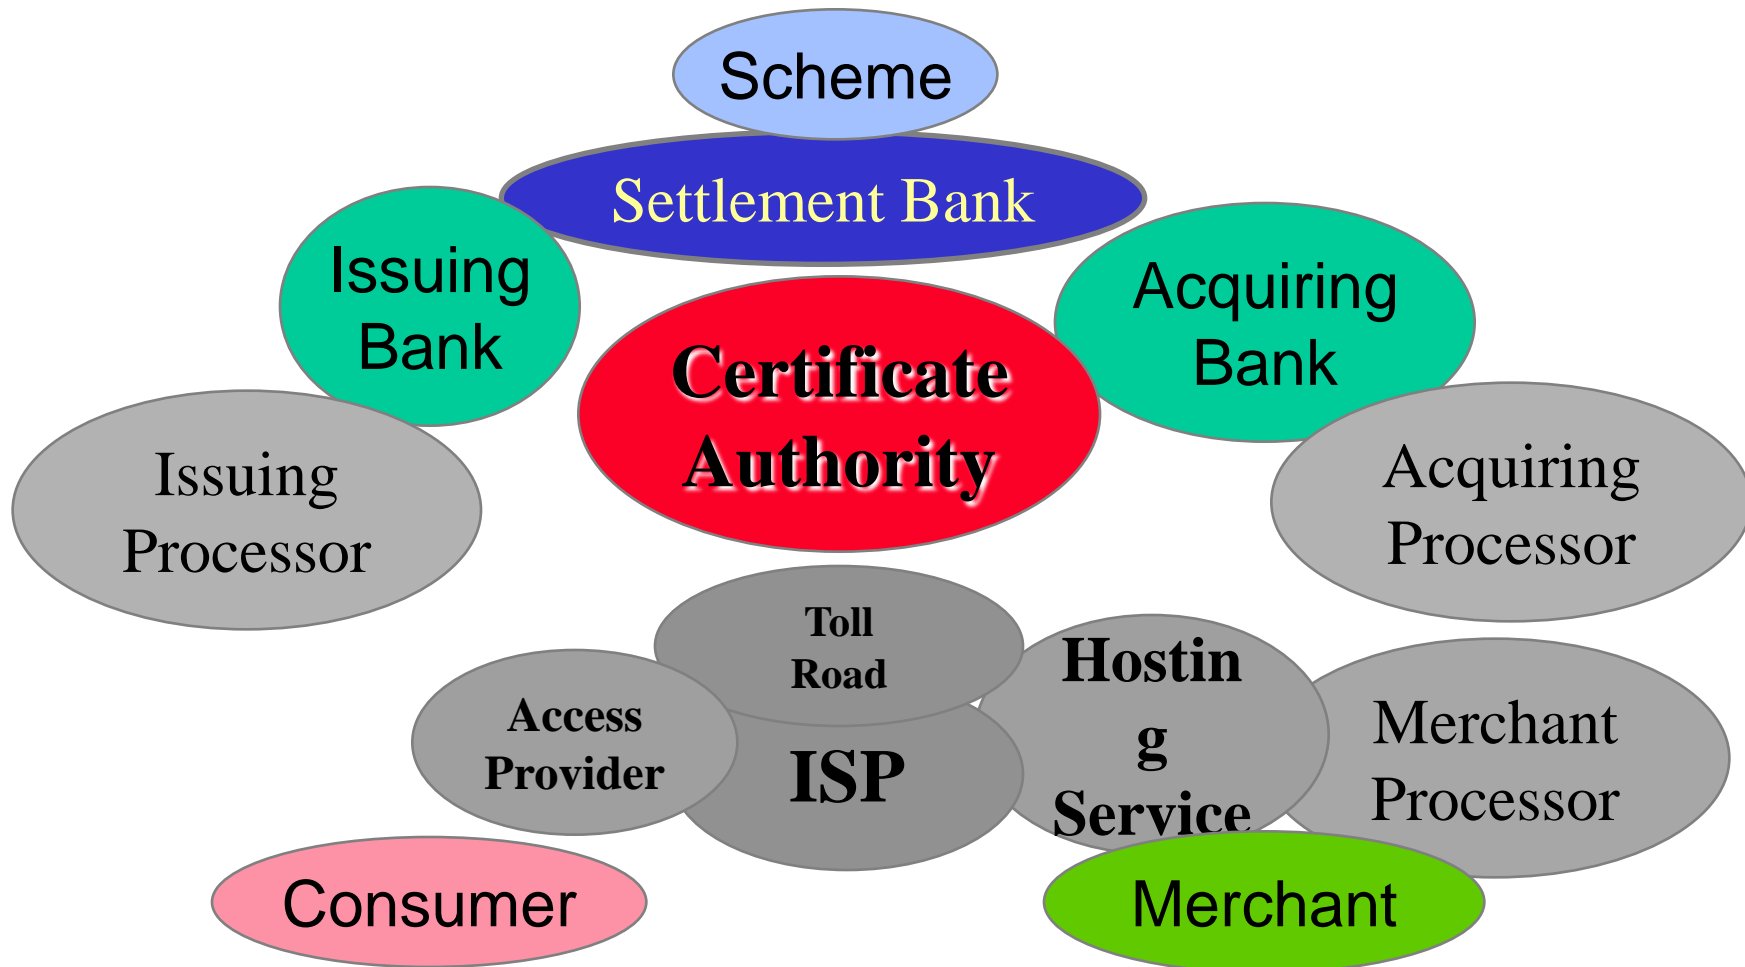 Scheme
Settlement Bank
Issuing
Bank
Acquiring
Bank
Certificate
Authority
Issuing
Processor
Acquiring
Processor
Toll
Road
Access
Provider
ISP
Hostin
g
Service
Merchant
Processor
Consumer
Merchant